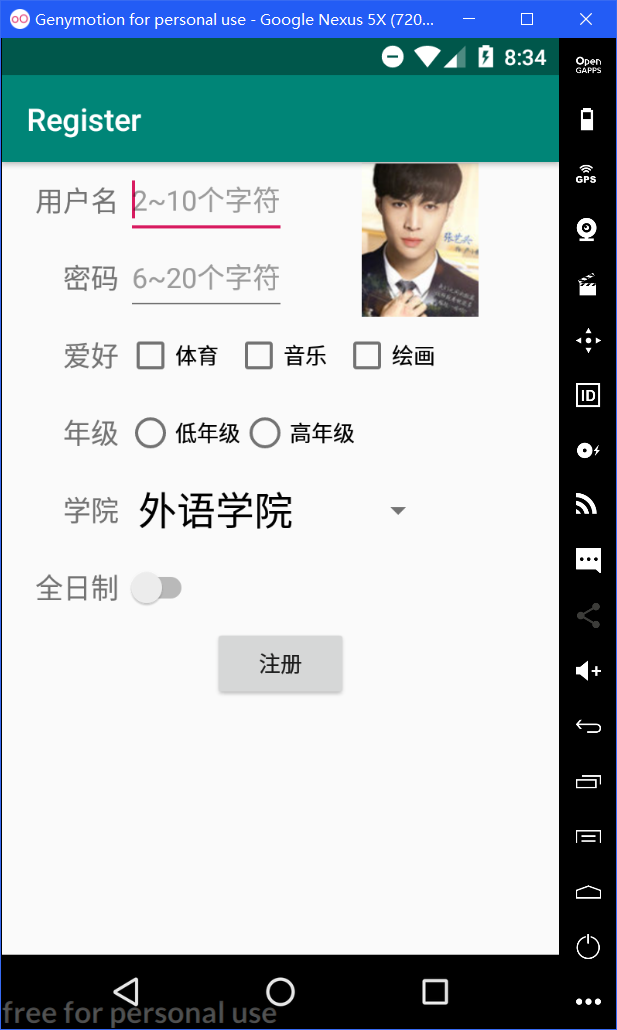 Genymotion for personal use - Google Nexus 5X (720...
8:34
Open
GAPPS
Register
GPS
用户名 2~10个字符
张艺兴
密码 6~20个字符
爱好 体育 音乐 绘画
年级 低年级 高年级
ID
学院 外语学院
全日制
注册
free for personal use